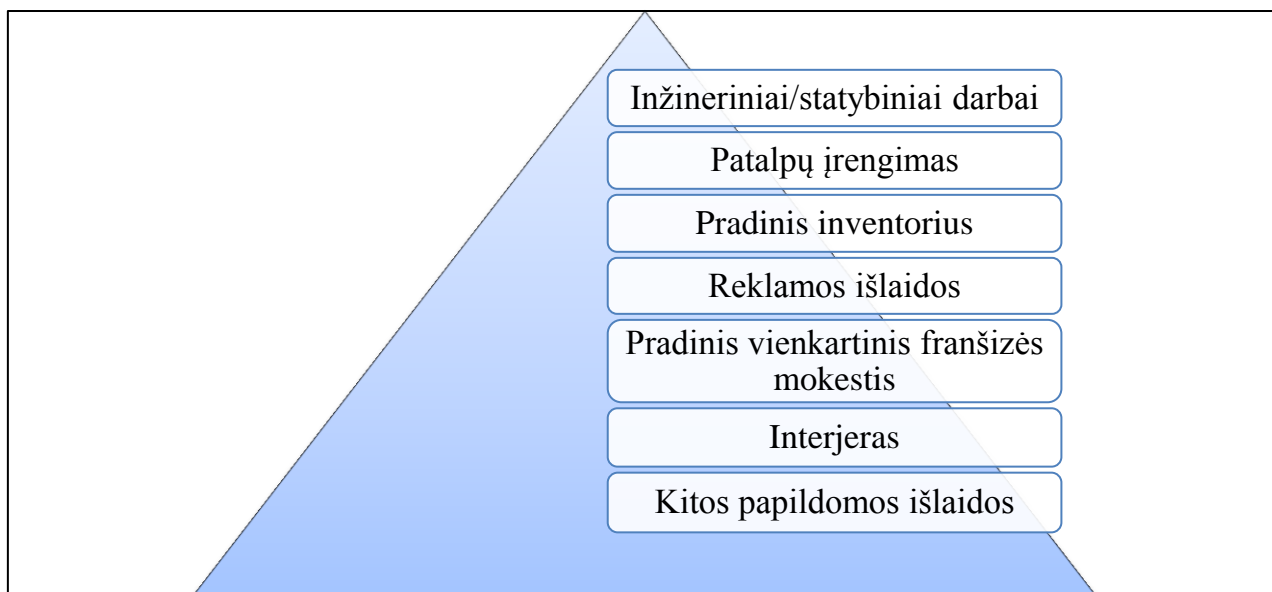 Inžineriniai/statybiniai darbai
Patalpų įrengimas
Pradinis inventorius
Reklamos išlaidos
Pradinis vienkartinis franšizės
mokestis
Interjeras
Kitos papildomos išlaidos